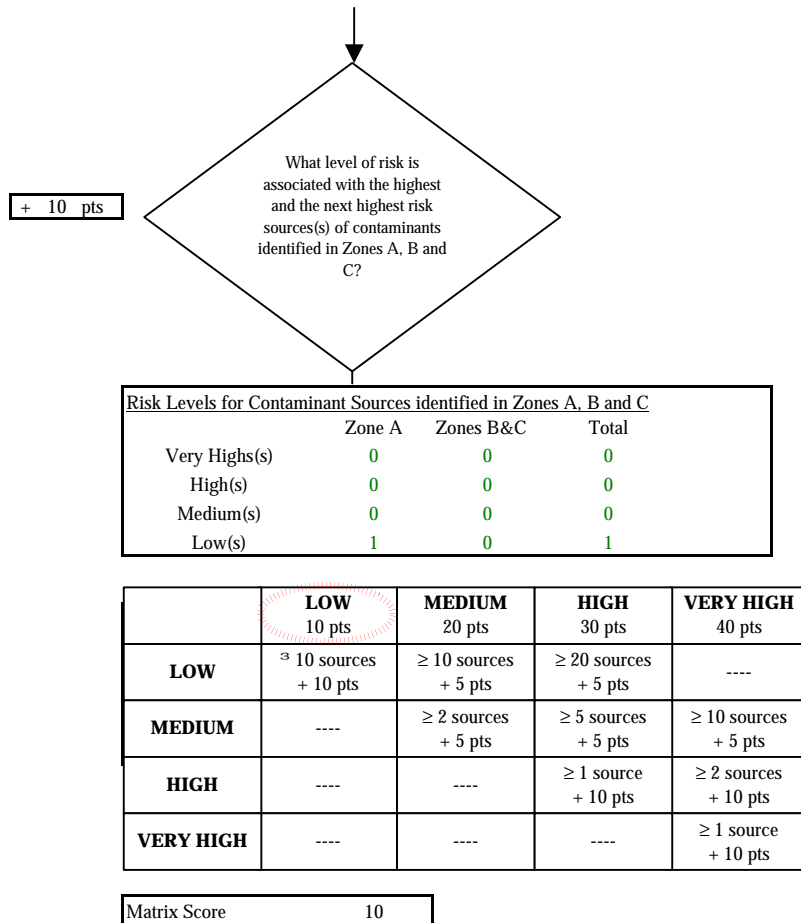 What level of risk is
associated with the highest
and the next highest risk
sources(s) of contaminants
identified in Zones A, B and
C?
+ 10 pts
Risk Levels for Contaminant Sources identified in Zones A, B and C
Zone A Zones B&C Total
Very Highs(s) 0 0 0
High(s) 0 0 0
Medium(s) 0 0 0
Low(s) 1 0 1
LOW MEDIUM HIGH VERY HIGH
10 pts 20 pts 30 pts 40 pts
LOW ³ 10 sources ≥ 10 sources ≥ 20 sources ----
+ 10 pts + 5 pts + 5 pts
MEDIUM ---- ≥ 2 sources ≥ 5 sources ≥ 10 sources
+ 5 pts + 5 pts + 5 pts
HIGH ---- ---- ≥ 1 source ≥ 2 sources
+ 10 pts + 10 pts
VERY HIGH ---- ---- ---- ≥ 1 source
+ 10 pts
Matrix Score 10